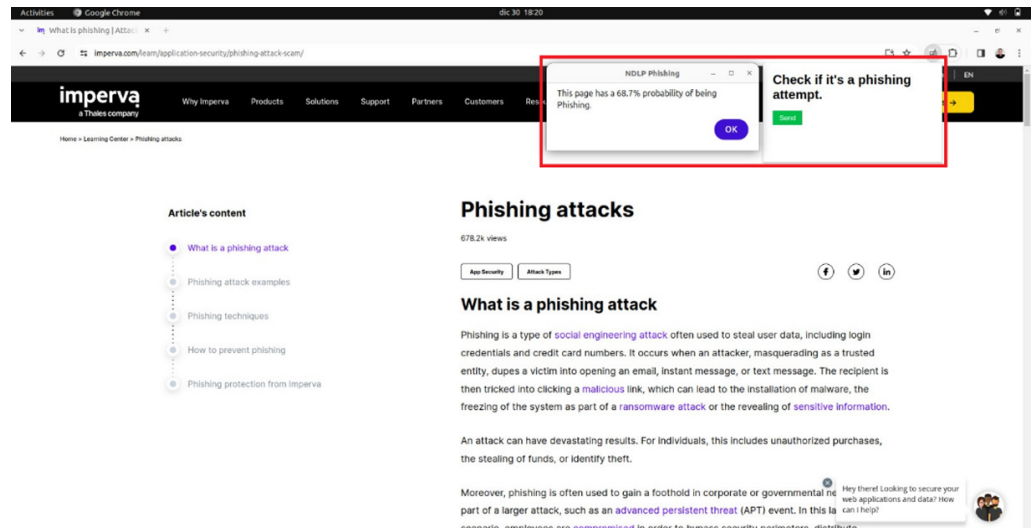 Activities
Google Chrome
dic 30 18:20
What is phishing | Attac
imperva.com/learn/application-security/phishing-attack-scam/
imperva
a Thales company
Why Imperva
Products
Solutions
Support
Partners
Customers
EN
NDLP Phishing
This page has a 68.7% probability of being
Phishing.
OK
Check if it's a phishing
attempt.
Send
Home > Learning Center > Phishing attacks
Article's content
What is a phishing attack
Phishing attack examples
Phishing techniques
How to prevent phishing
Phishing protection from Imperva
Phishing attacks
678.2k views
App Security
Attack Types
What is a phishing attack
Phishing is a type of social engineering attack often used to steal user data, including login
credentials and credit card numbers. It occurs when an attacker, masquerading as a trusted
entity, dupes a victim into opening an email, instant message, or text message. The recipient is
then tricked into clicking a malicious link, which can lead to the installation of malware, the
freezing of the system as part of a ransomware attack or the revealing of sensitive information.
An attack can have devastating results. For individuals, this includes unauthorized purchases,
the stealing of funds, or identify theft.
Moreover, phishing is often used to gain a foothold in corporate or governmental ne
part of a larger attack, such as an advanced persistent threat (APT) event. In this la
scenario, employees are compromised in order to bypass security perimeters, distribute
Hey there! Looking to secure your
web applications and data? How
can I help?